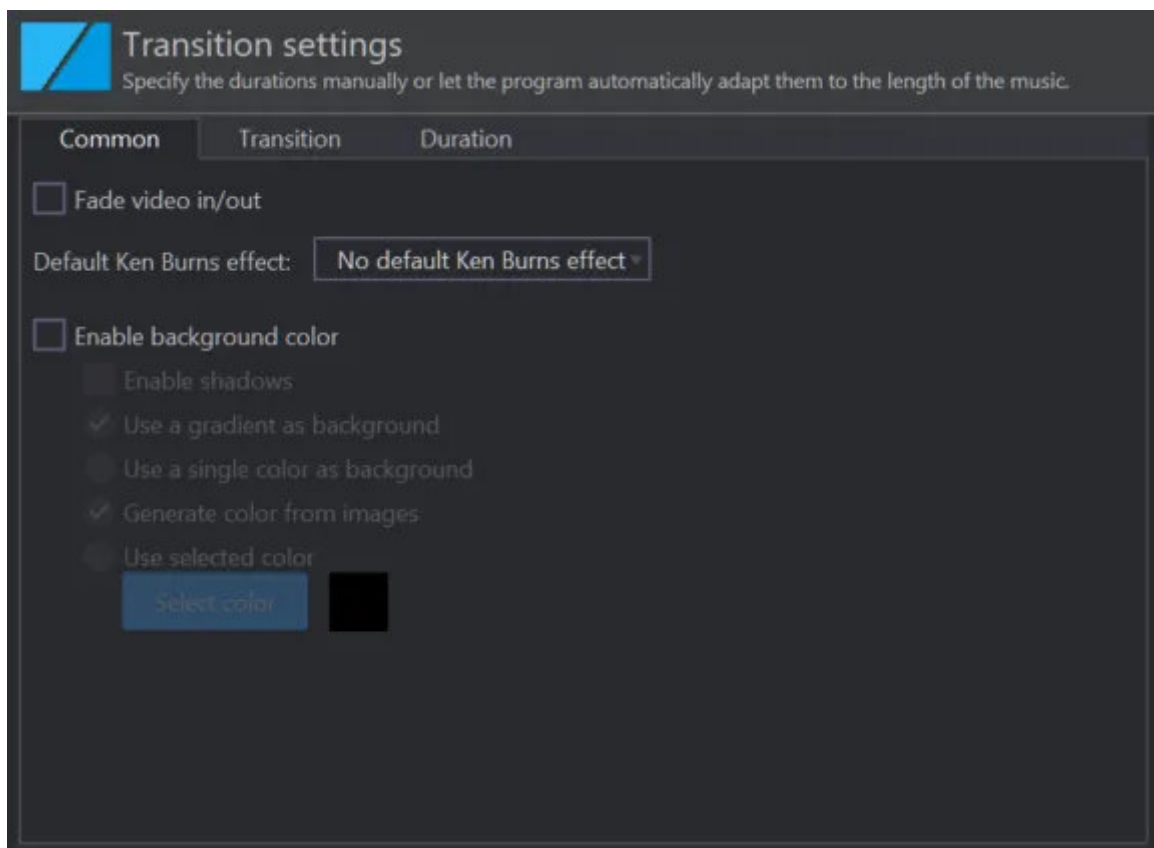 Transition settings
Specify the durations manually or let the program automatically adapt them to the length of the music.
Common Transition Duration
Fade video in/out
Default Ken Burns effect: No default Ken Burns effect
Enable background color
Enable shadows
Use a gradient as background
Use a single color as background
Generate color from images
Use selected color
Select color